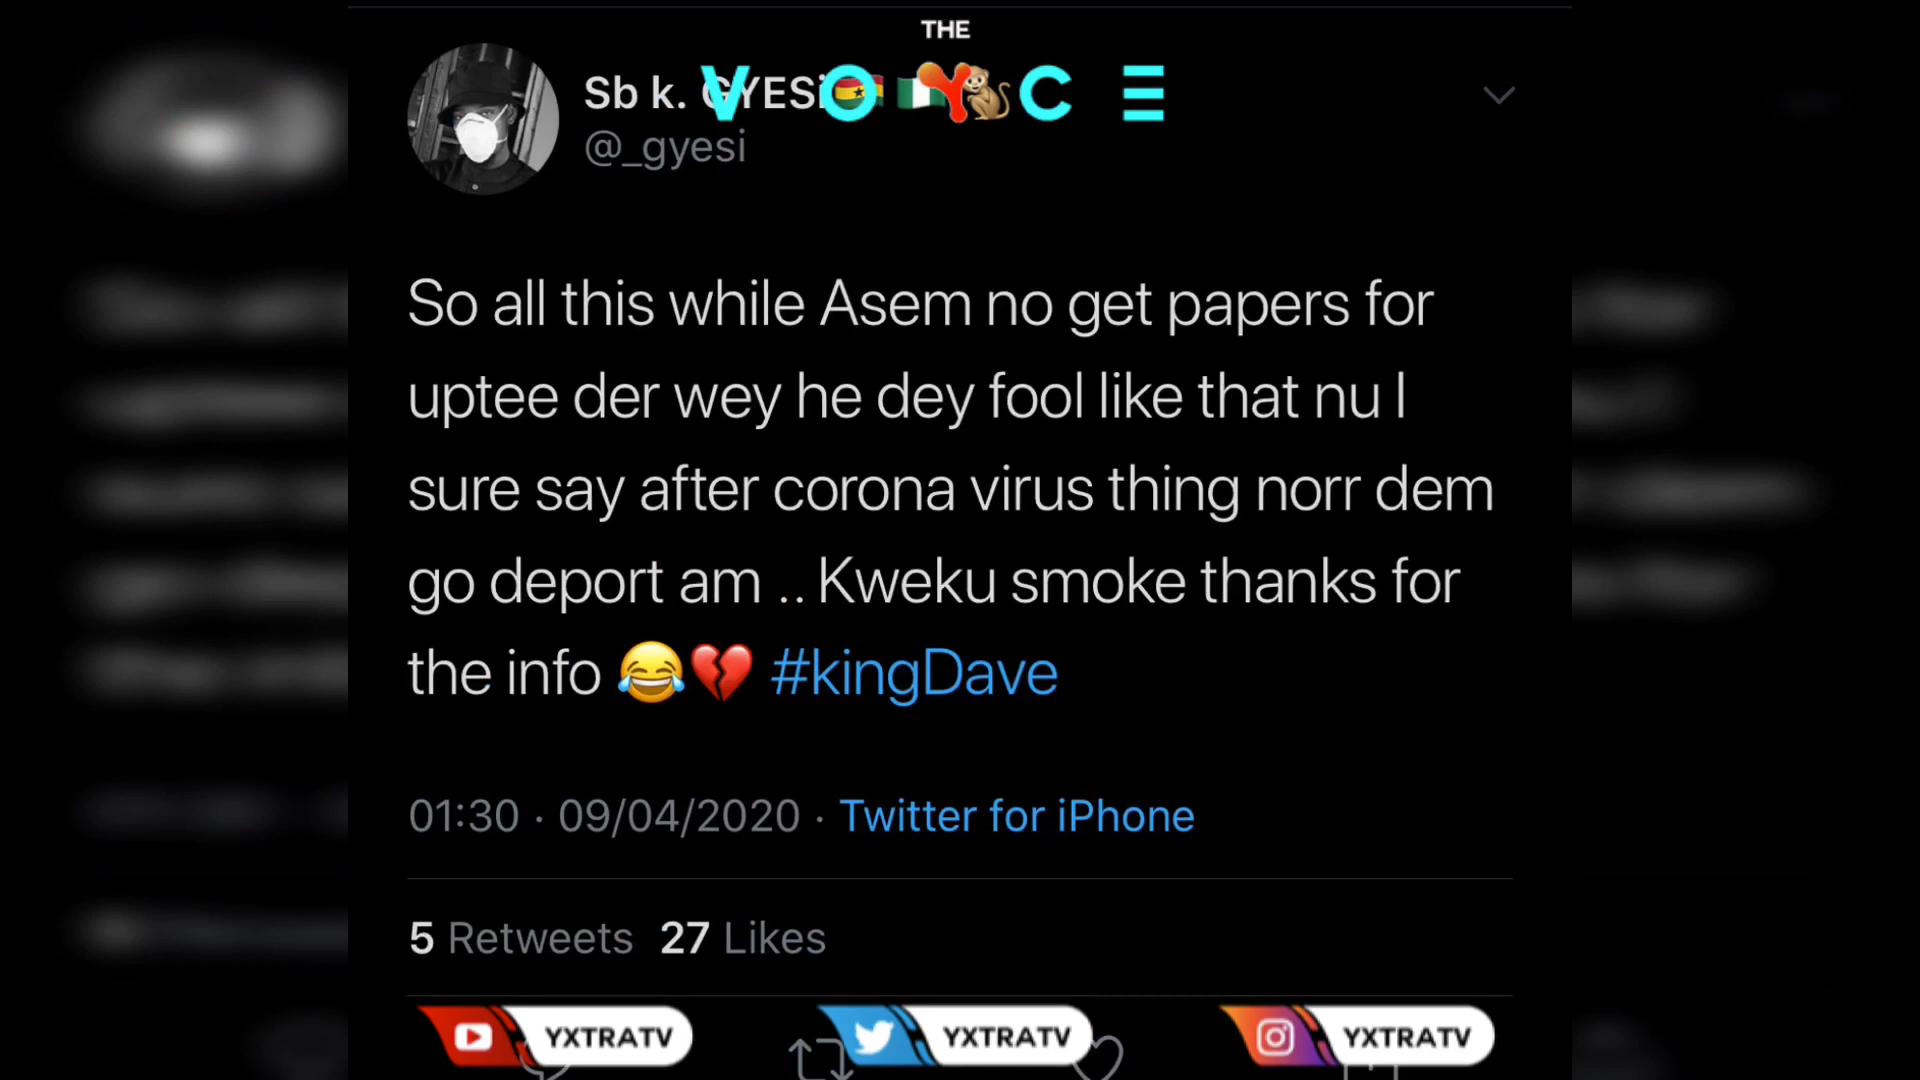 THE
VOYCE
Sb k. GYESi🇬🇭🇳🇬🐒
@_gyesi
So all this while Asem no get papers for
uptee der wey he dey fool like that nu I
sure say after corona virus thing norr dem
go deport am .. Kweku smoke thanks for
the info 😂💔 #kingDave
01:30 · 09/04/2020 · Twitter for iPhone
5 Retweets 27 Likes
YXTRATV YXTRATV YXTRATV